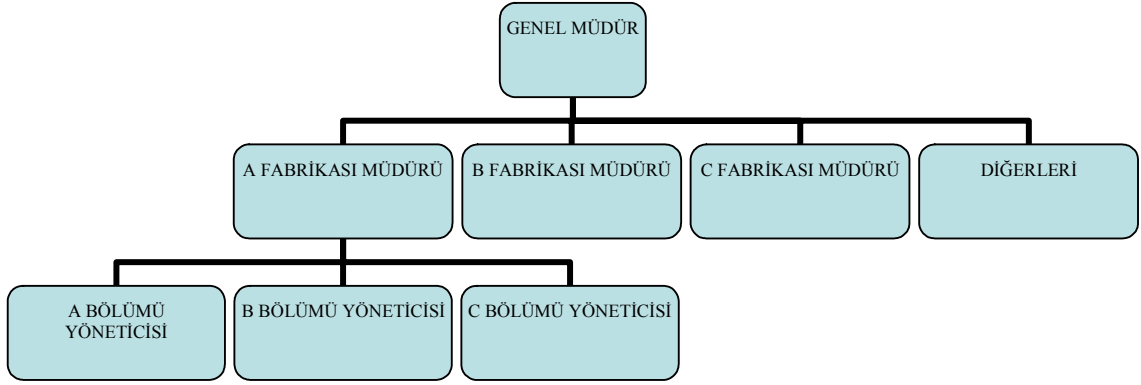 GENEL MÜDÜR
A FABRİKASI MÜDÜRÜ
B FABRİKASI MÜDÜRÜ
C FABRİKASI MÜDÜRÜ
DİĞERLERİ
A BÖLÜMÜ
YÖNETİCİSİ
B BÖLÜMÜ YÖNETİCİSİ
C BÖLÜMÜ YÖNETİCİSİ